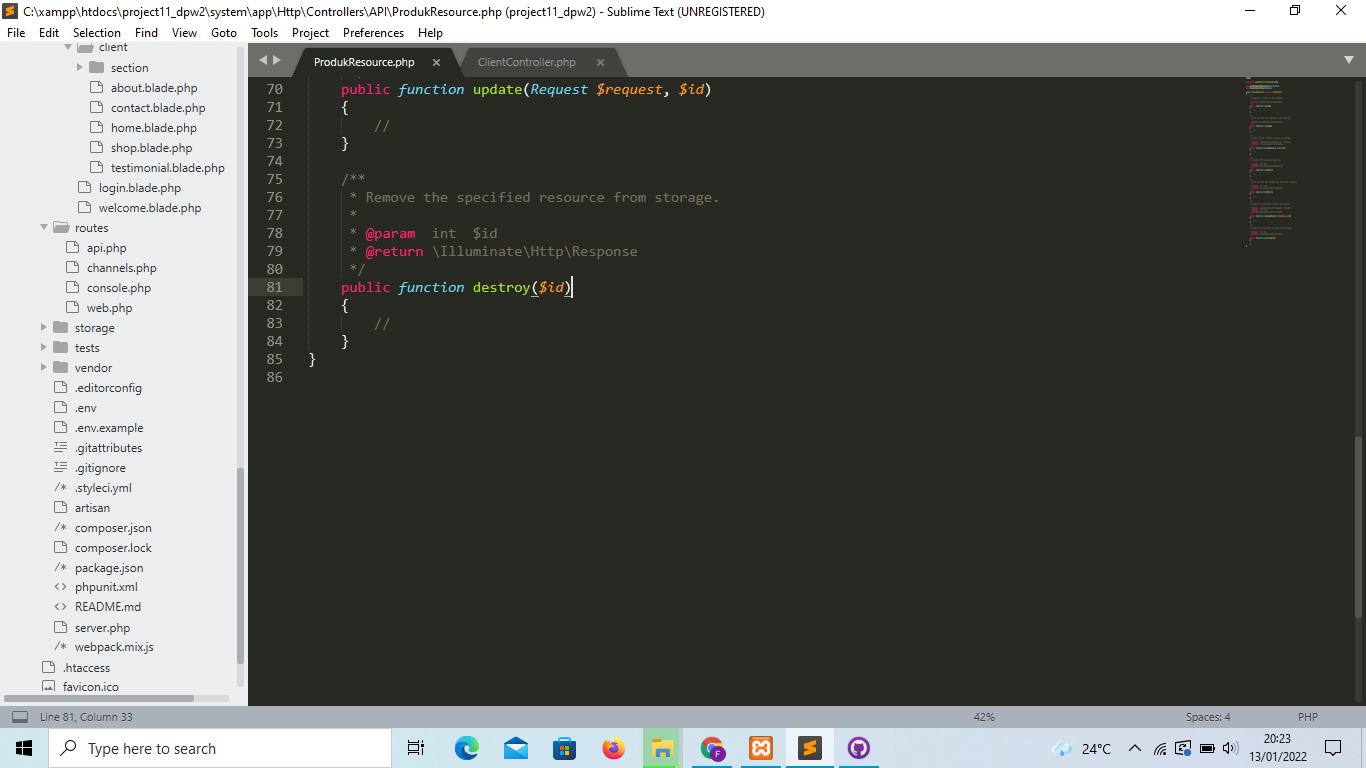 C:\xampp\htdocs\project11_dpw2\system\app\Http\Controllers\API\ProdukResource.php (project11_dpw2) - Sublime Text (UNREGISTERED)
File Edit Selection Find View Goto Tools Project Preferences Help
client
section
about.blade.php
contact.blade.php
home.blade.php
shop.blade.php
testimonial.blade.php
login.blade.php
welcome.blade.php
routes
api.php
channels.php
console.php
web.php
storage
tests
vendor
.editorconfig
.env
.env.example
.gitattributes
.gitignore
.styleci.yml
artisan
composer.json
composer.lock
package.json
phpunit.xml
README.md
server.php
webpack.mix.js
.htaccess
favicon.ico
ProdukResource.php ClientController.php
70 public function update(Request $request, $id)
71 {
72 //
73 }
74
75 /**
76 * Remove the specified resource from storage.
77 *
78 * @param  int  $id
79 * @return \Illuminate\Http\Response
80 */
81 public function destroy($id)
82 {
83 //
84 }
85 }
86
Line 81, Column 33 42% Spaces: 4 PHP
Type here to search 24°C 20:23
13/01/2022